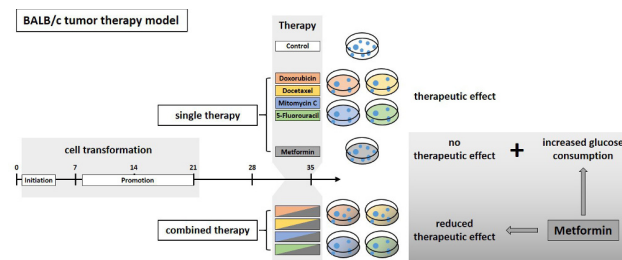 BALB/c tumor therapy model
Therapy
Control
Doxorubicin
Docetaxel
Mitomycin C
5-Fluorouracil
single therapy
therapeutic effect
Metformin
no
therapeutic effect
+
increased glucose
consumption
cell transformation
0
7
14
21
28
35
Initiation
Promotion
combined therapy
reduced
therapeutic effect
Metformin